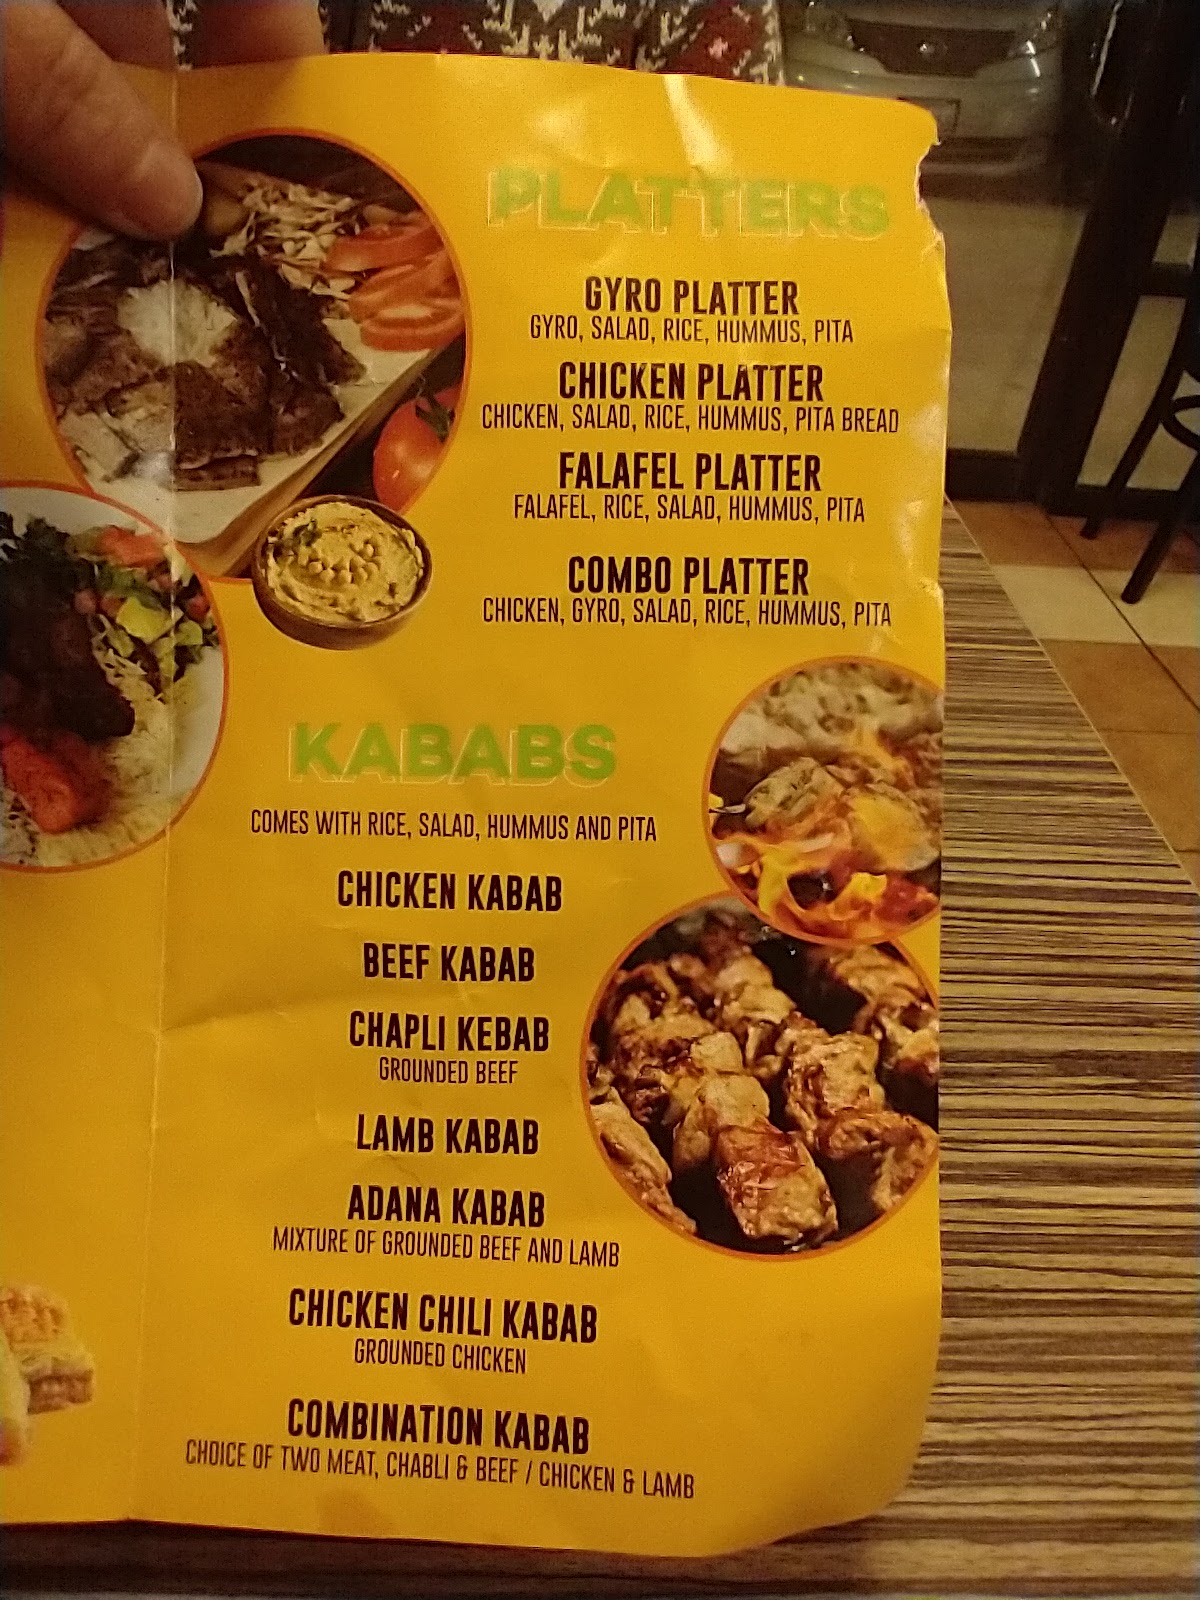 PLATTERS
GYRO PLATTER
GYRO, SALAD, RICE, HUMMUS, PITA
CHICKEN PLATTER
CHICKEN, SALAD, RICE, HUMMUS, PITA BREAD
FALAFEL PLATTER
FALAFEL, RICE, SALAD, HUMMUS, PITA
COMBO PLATTER
CHICKEN, GYRO, SALAD, RICE, HUMMUS, PITA
KABABS
COMES WITH RICE, SALAD, HUMMUS AND PITA
CHICKEN KABAB
BEEF KABAB
CHAPLI KEBAB
GROUNDED BEEF
LAMB KABAB
ADANA KABAB
MIXTURE OF GROUNDED BEEF AND LAMB
CHICKEN CHILI KABAB
GROUNDED CHICKEN
COMBINATION KABAB
CHOICE OF TWO MEAT, CHABLI & BEEF / CHICKEN & LAMB